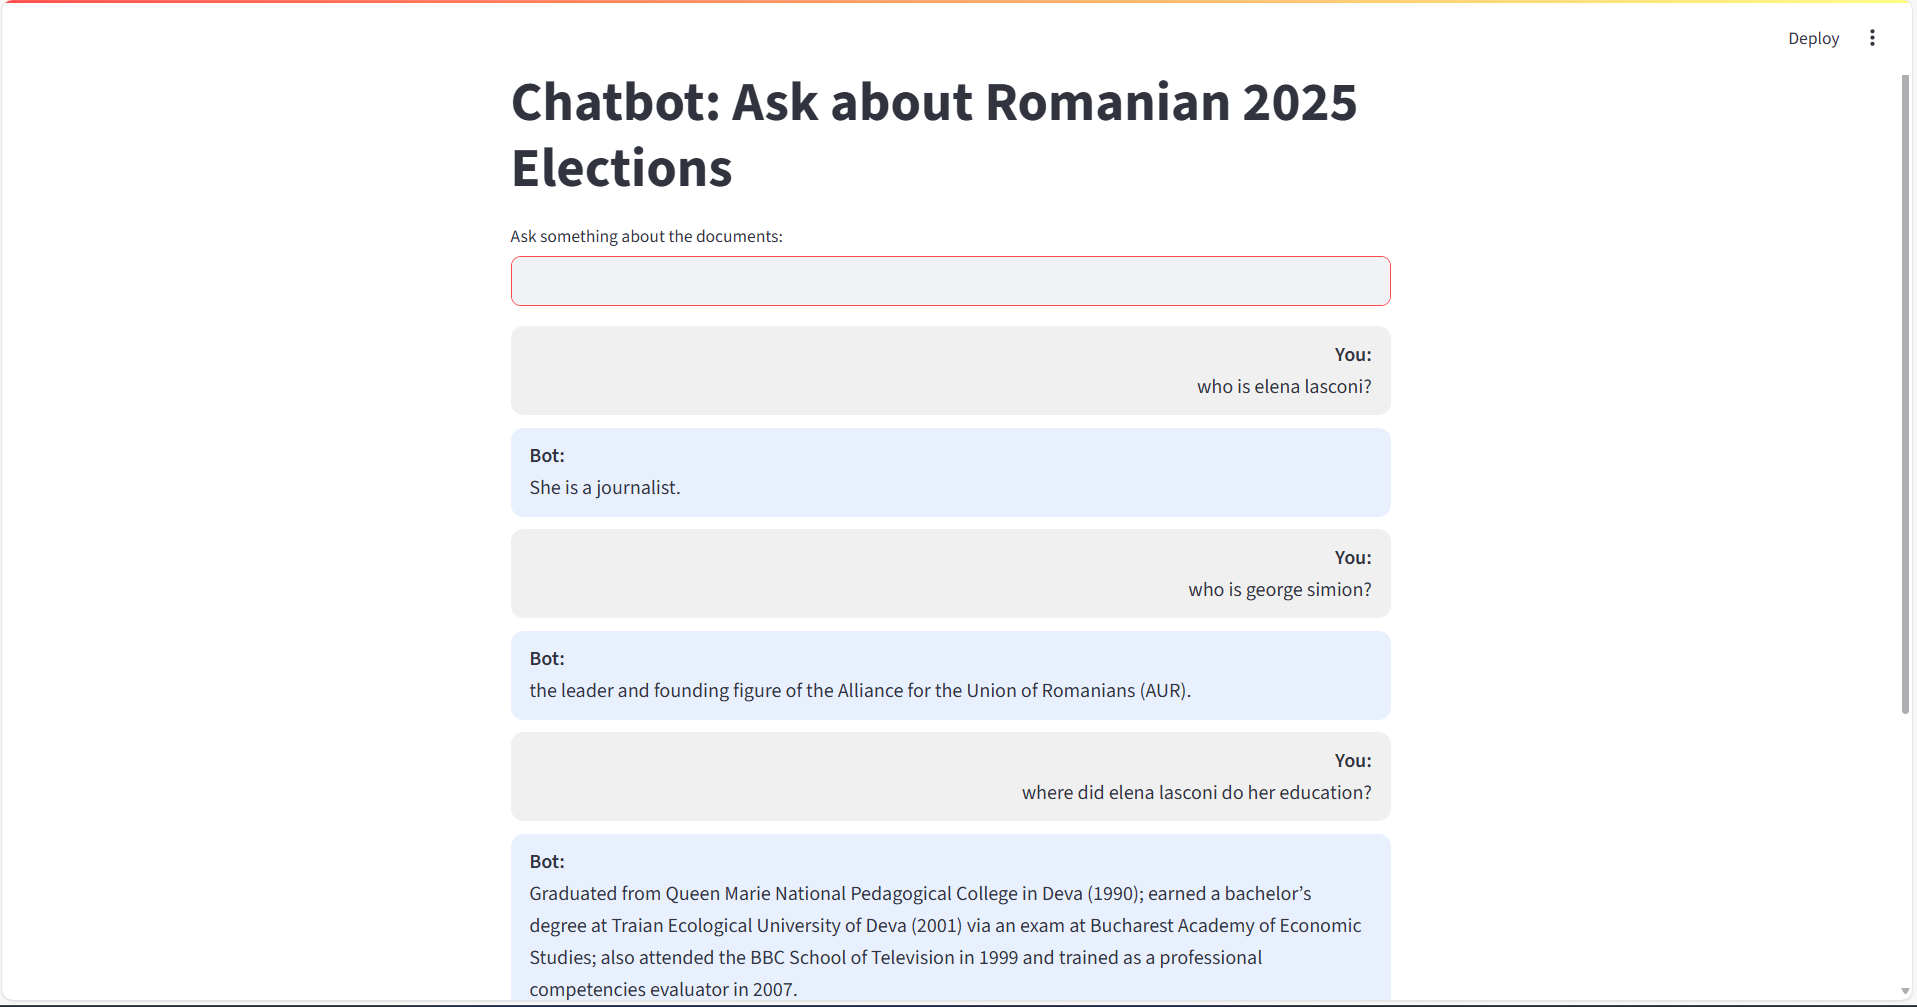 Deploy
Chatbot: Ask about Romanian 2025
Elections
Ask something about the documents:
You:
who is elena lasconi?
Bot:
She is a journalist.
You:
who is george simion?
Bot:
the leader and founding figure of the Alliance for the Union of Romanians (AUR).
You:
where did elena lasconi do her education?
Bot:
Graduated from Queen Marie National Pedagogical College in Deva (1990); earned a bachelor’s
degree at Traian Ecological University of Deva (2001) via an exam at Bucharest Academy of Economic
Studies; also attended the BBC School of Television in 1999 and trained as a professional
competencies evaluator in 2007.